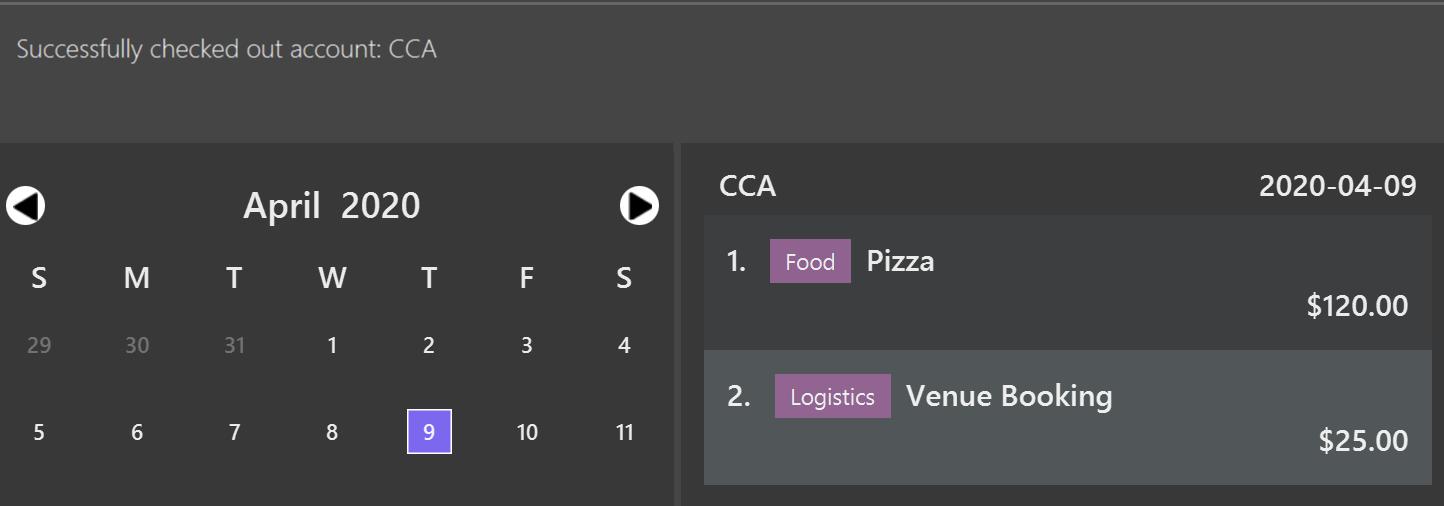 Successfully checked out account: CCA
April 2020
S M T W T F S
29 30 31 1 2 3 4
5 6 7 8 9 10 11
CCA 2020-04-09
1. Food Pizza
$120.00
2. Logistics Venue Booking
$25.00